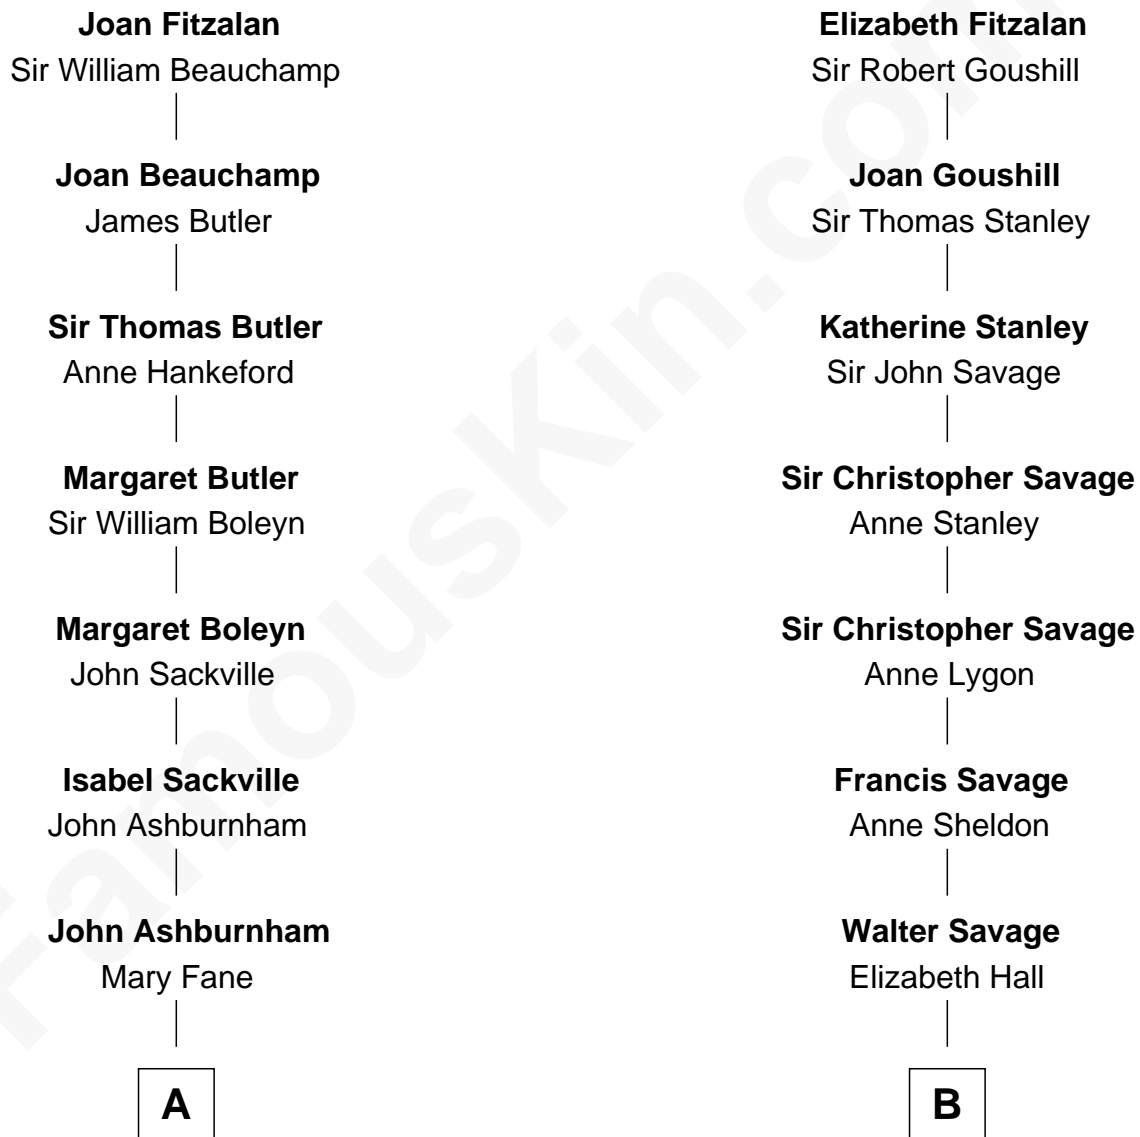 Joan Fitzalan
Sir William Beauchamp
Joan Beauchamp
James Butler
Sir Thomas Butler
Anne Hankeford
Margaret Butler
Sir William Boleyn
Margaret Boleyn
John Sackville
Isabel Sackville
John Ashburnham
John Ashburnham
Mary Fane
A
Elizabeth Fitzalan
Sir Robert Goushill
Joan Goushill
Sir Thomas Stanley
Katherine Stanley
Sir John Savage
Sir Christopher Savage
Anne Stanley
Sir Christopher Savage
Anne Lygon
Francis Savage
Anne Sheldon
Walter Savage
Elizabeth Hall
B
FamousKin.com